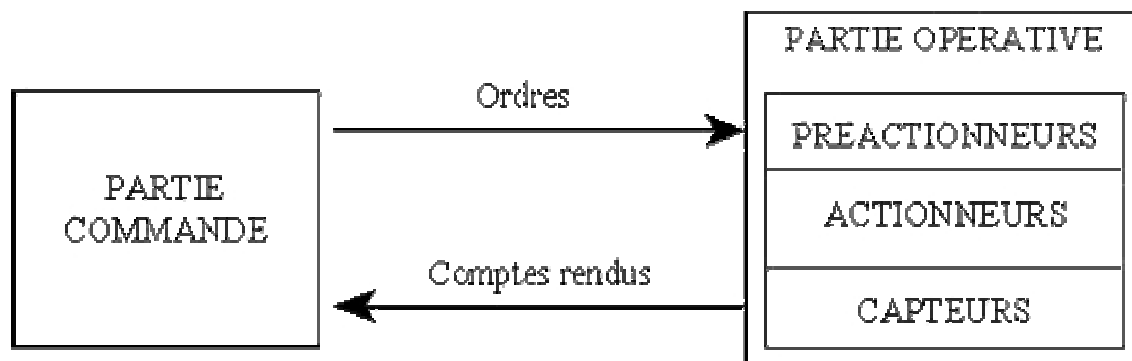 PARTIE
COMMANDE
Ordres
Comptes rendus
PARTIE OPERATIVE
PREACTIONNEURS
ACTIONNEURS
CAPTEURS